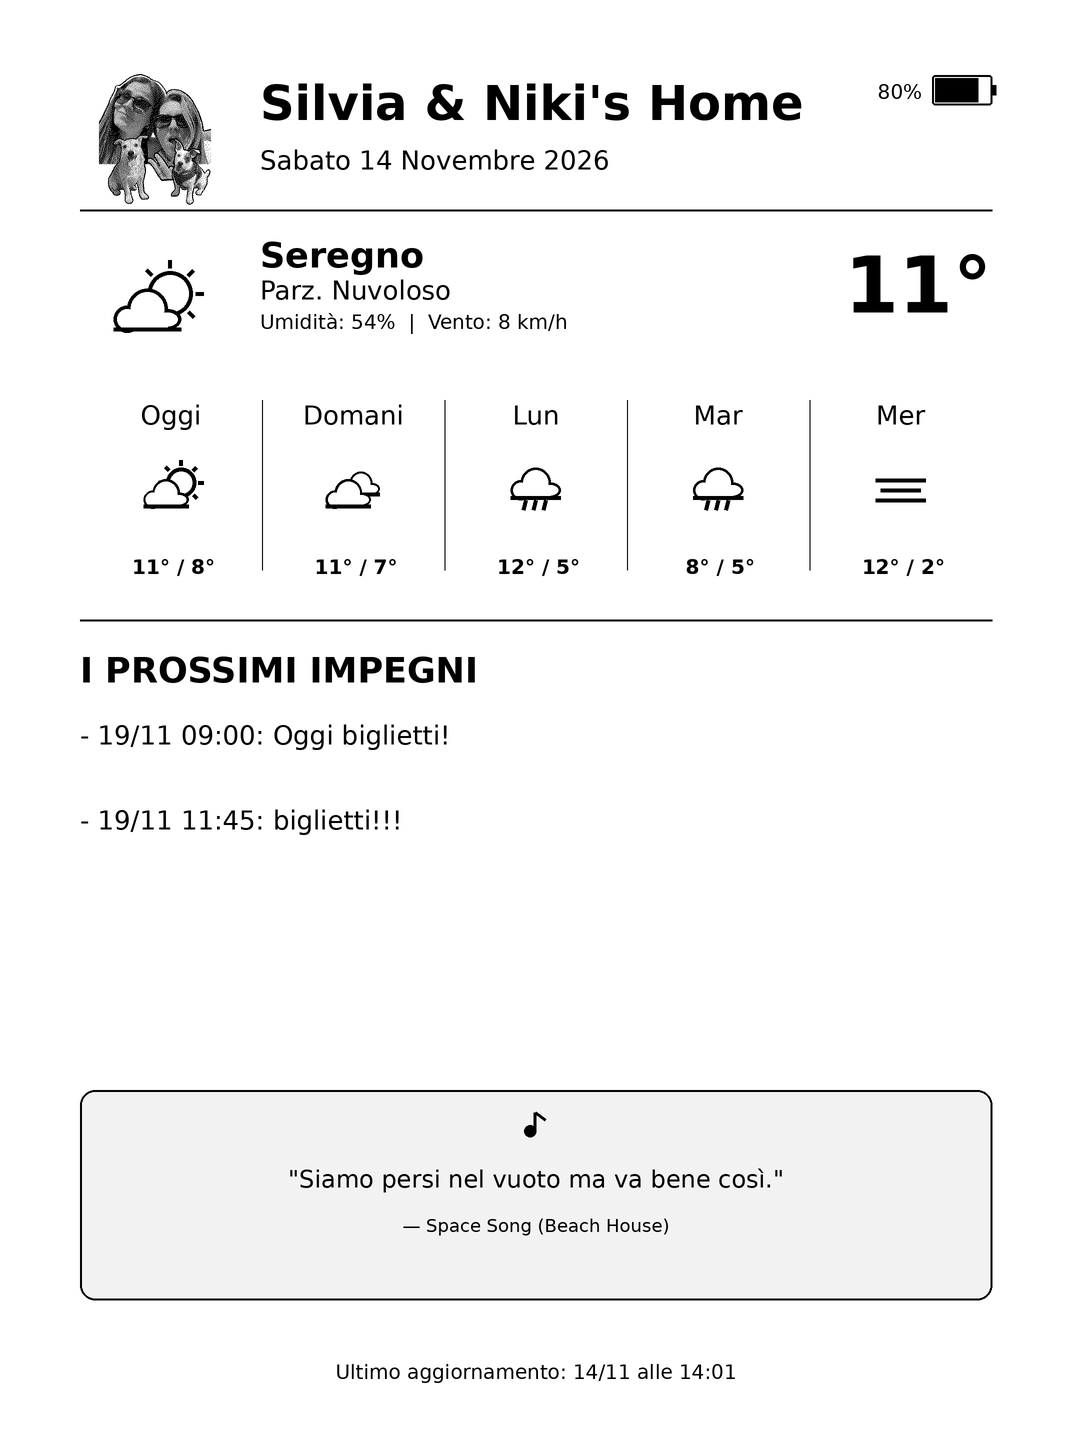 Silvia & Niki's Home
80%
Sabato 14 Novembre 2026
Seregno
Parz. Nuvoloso
Umidità: 54% | Vento: 8 km/h
11°
Oggi
Domani
Lun
Mar
Mer
11° / 8°
11° / 7°
12° / 5°
8° / 5°
12° / 2°
I PROSSIMI IMPEGNI
- 19/11 09:00: Oggi biglietti!
- 19/11 11:45: biglietti!!!
"Siamo persi nel vuoto ma va bene così."
— Space Song (Beach House)
Ultimo aggiornamento: 14/11 alle 14:01